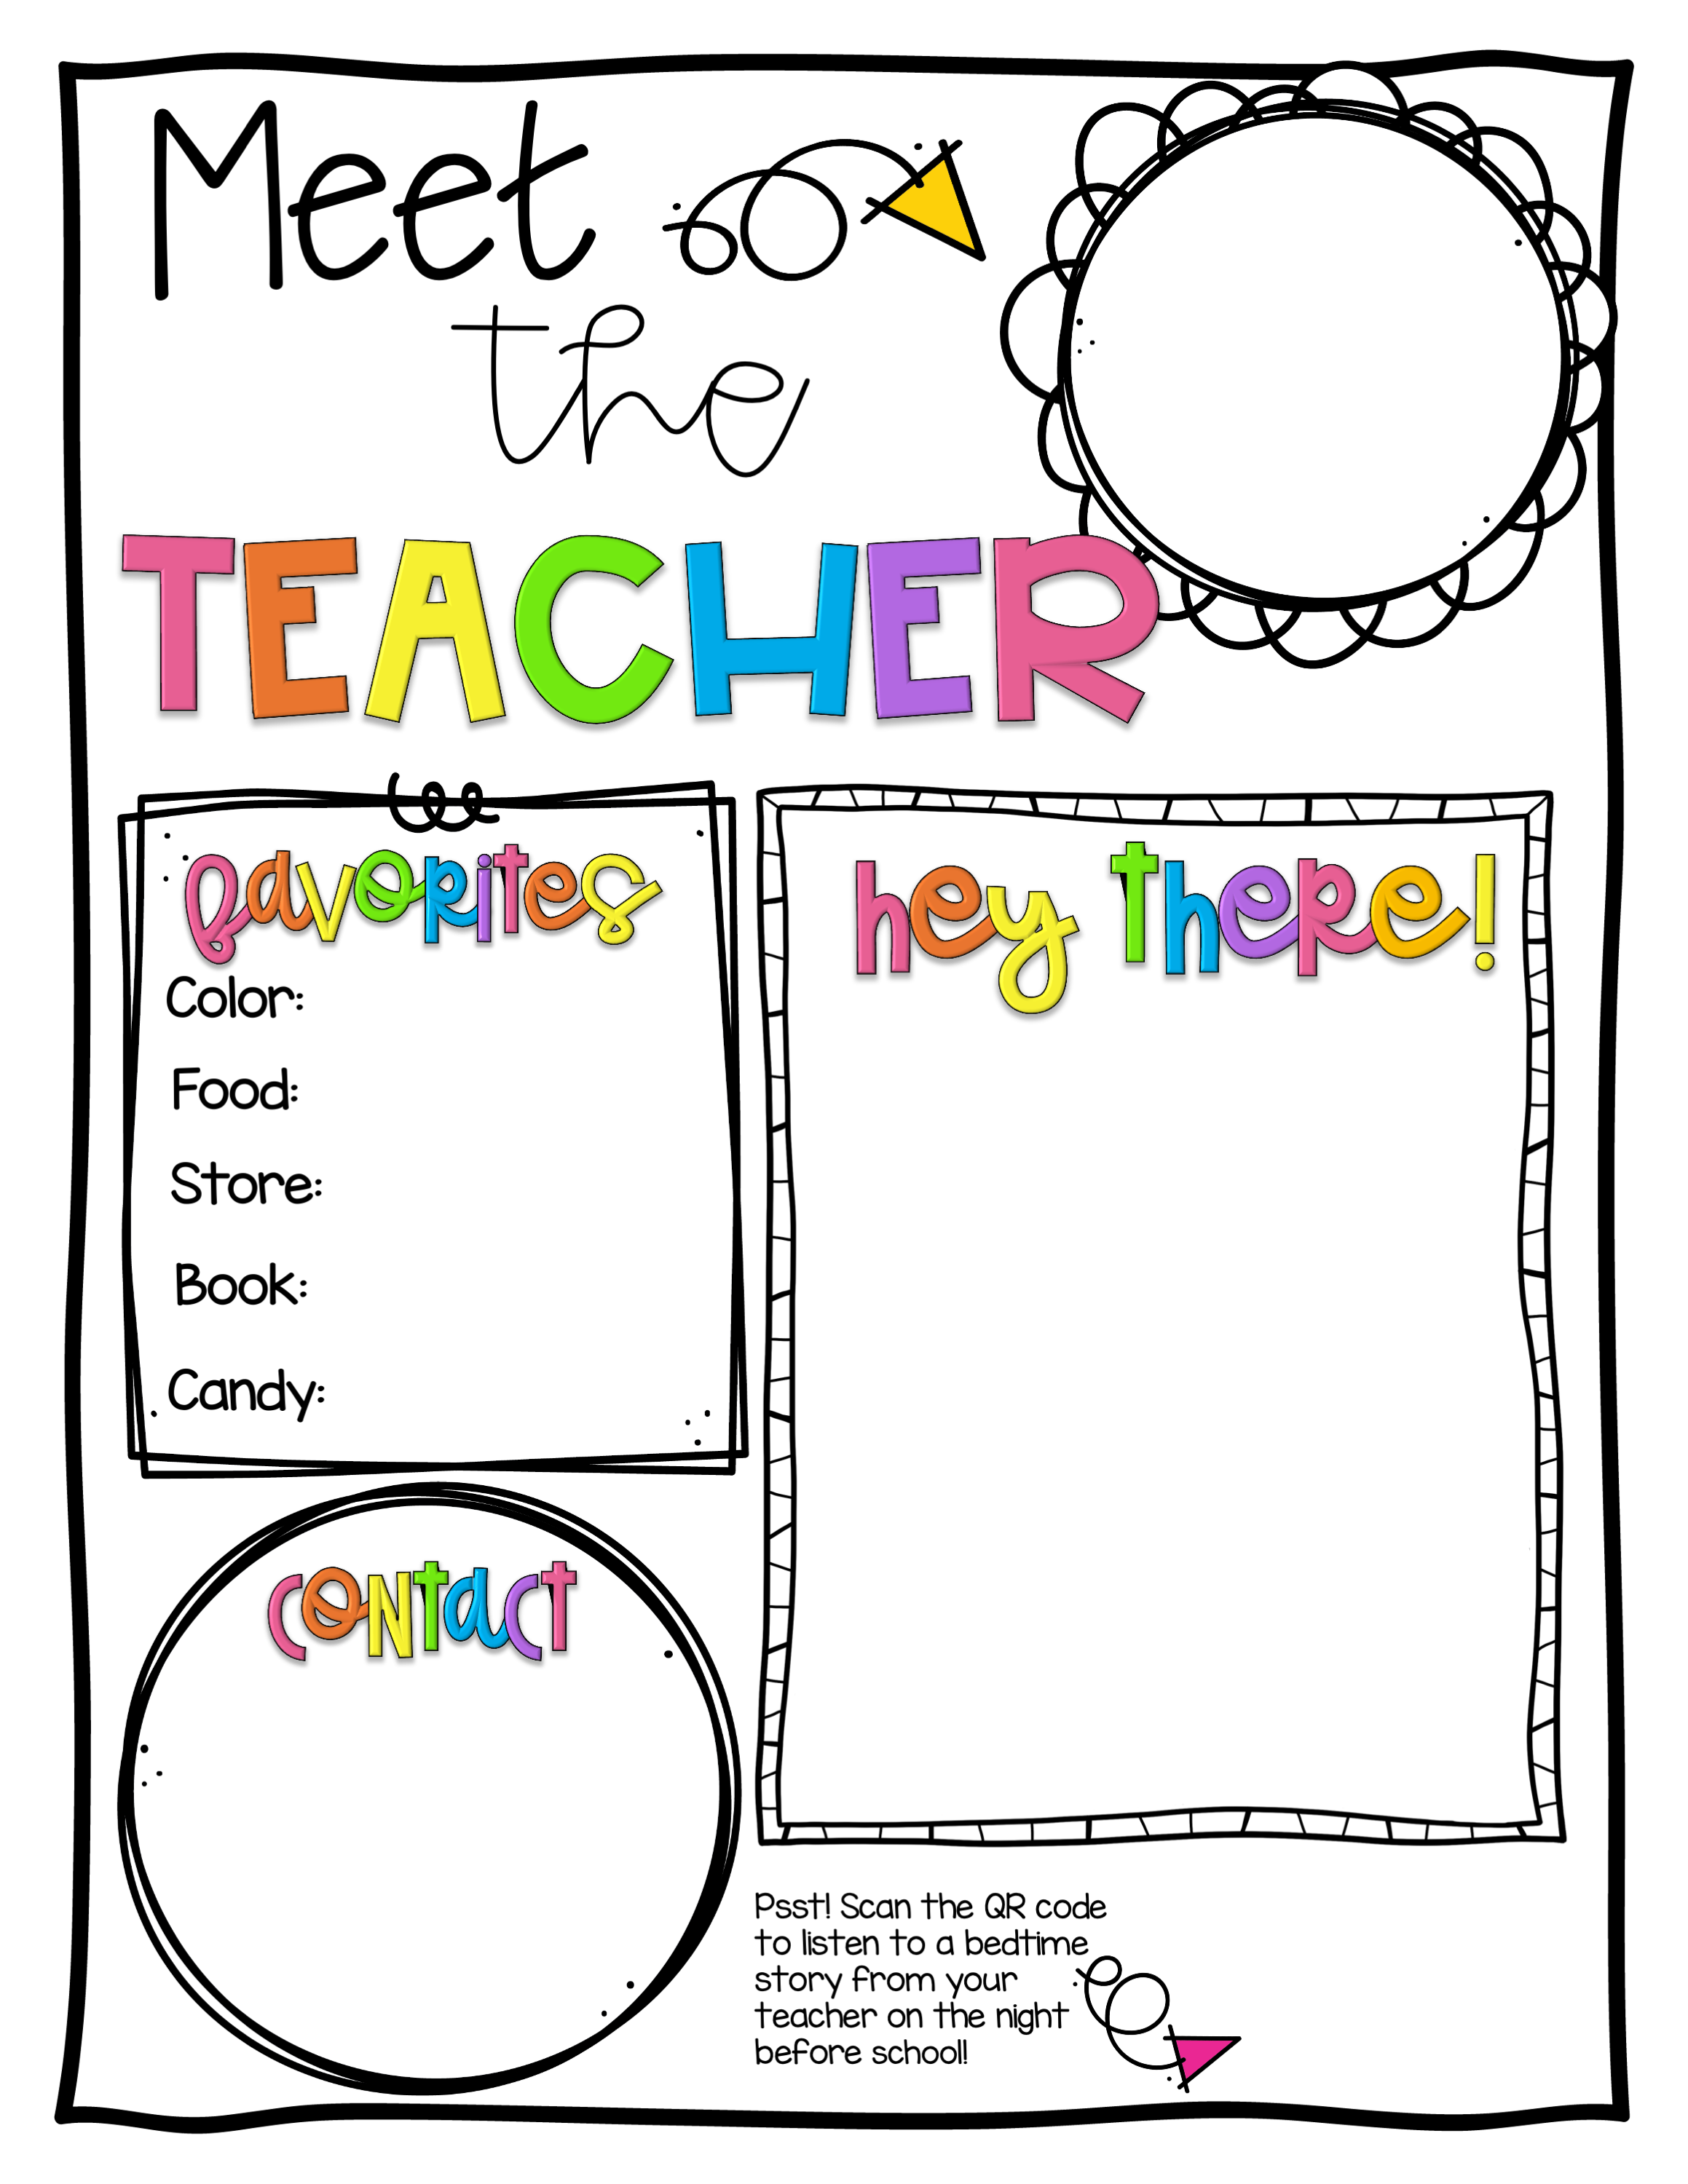 Meet
the
TEACHER
favorites
Color:
Food:
Store:
Book:
Candy:
hey there!
contact
Psst! Scan the QR code
to listen to a bedtime
story from your
teacher on the night
before school!